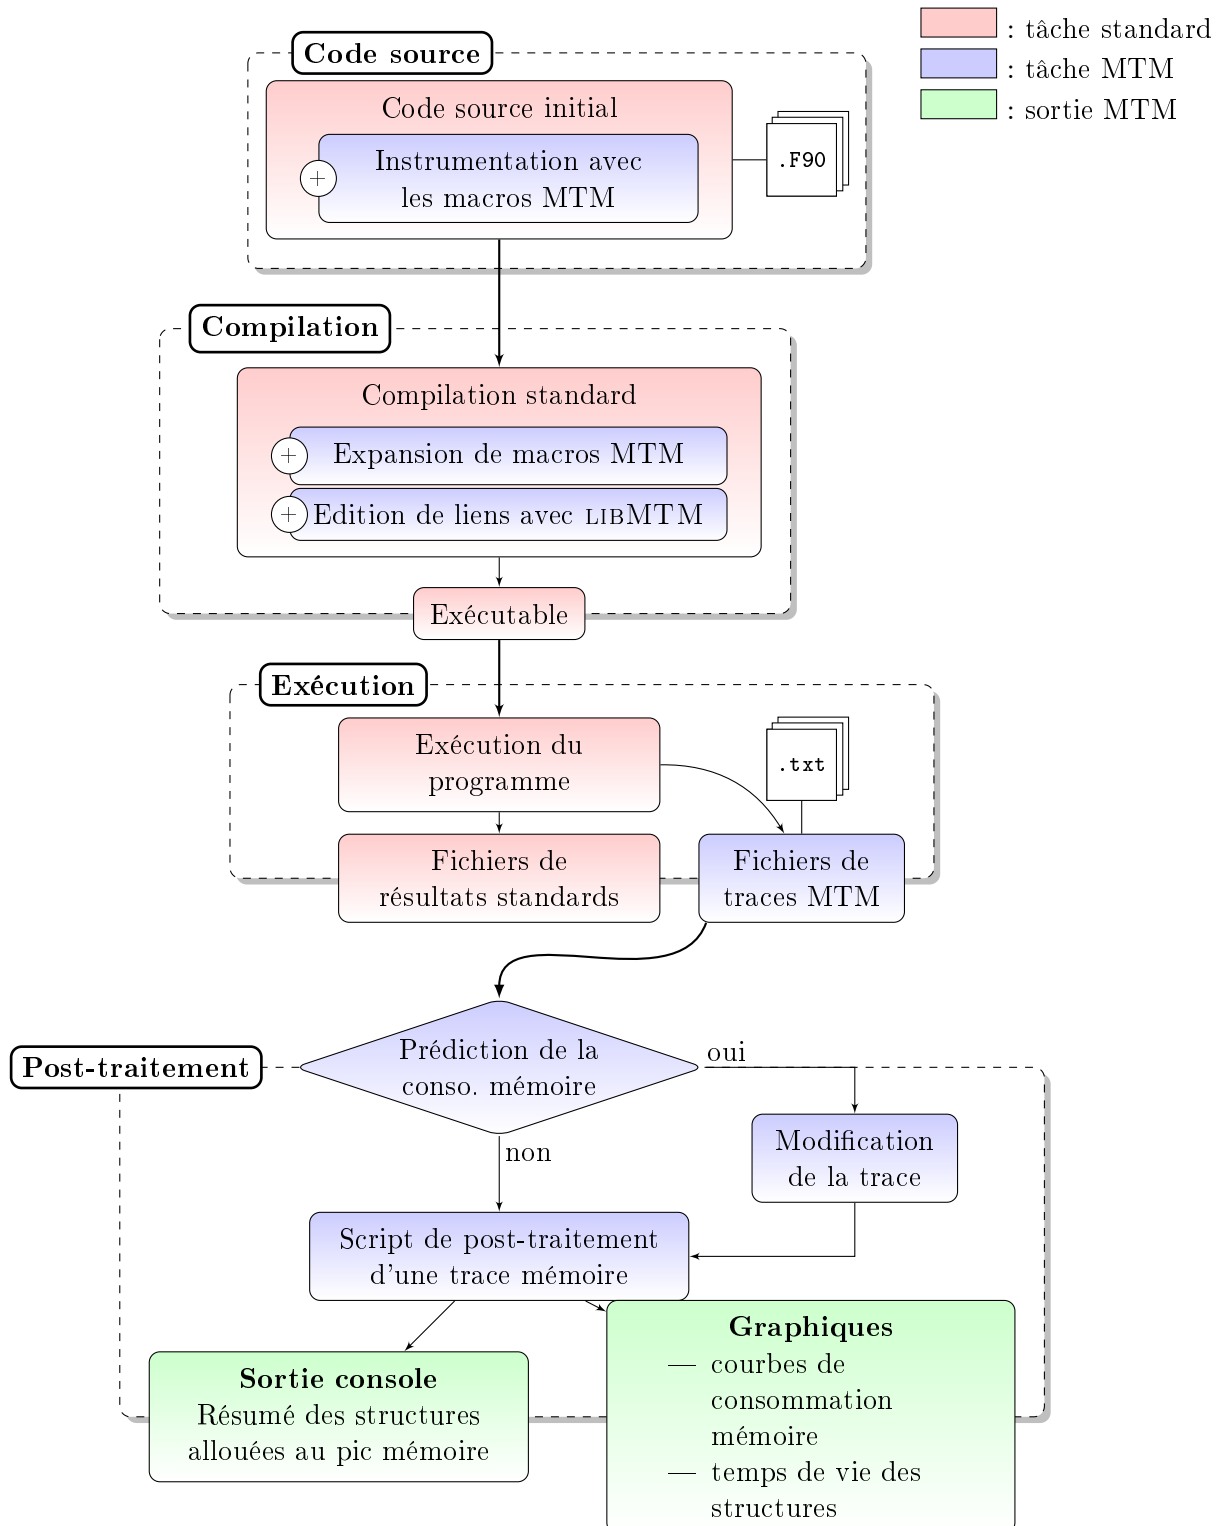 : tâche standard
: tâche MTM
: sortie MTM
Code source
Code source initial
+
Instrumentation avec
les macros MTM
.F90
Compilation
Compilation standard
+
Expansion de macros MTM
+
Edition de liens avec LIBMTM
Exécutable
Exécution
Exécution du
programme
.txt
Fichiers de
résultats standards
Fichiers de
traces MTM
Post-traitement
Prédiction de la
conso. mémoire
oui
non
Modification
de la trace
Script de post-traitement
d'une trace mémoire
Sortie console
Résumé des structures
allouées au pic mémoire
Graphiques
— courbes de
consommation
mémoire
— temps de vie des
structures